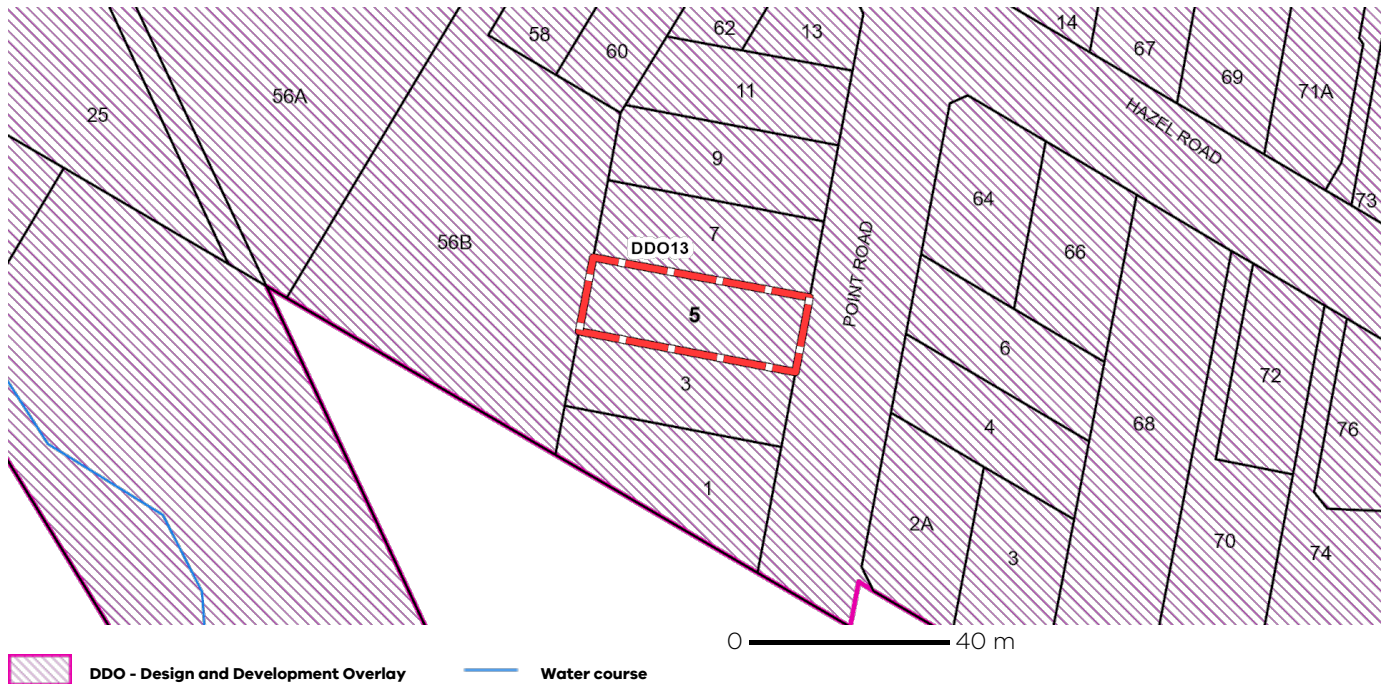 58
60
62
13
14
67
69
71A
11
56A
25
HAZEL ROAD
9
64
66
73
7
56B
DDO13
POINT ROAD
5
6
3
72
4
68
76
1
2A
3
70
74
0 40 m
DDO - Design and Development Overlay
Water course